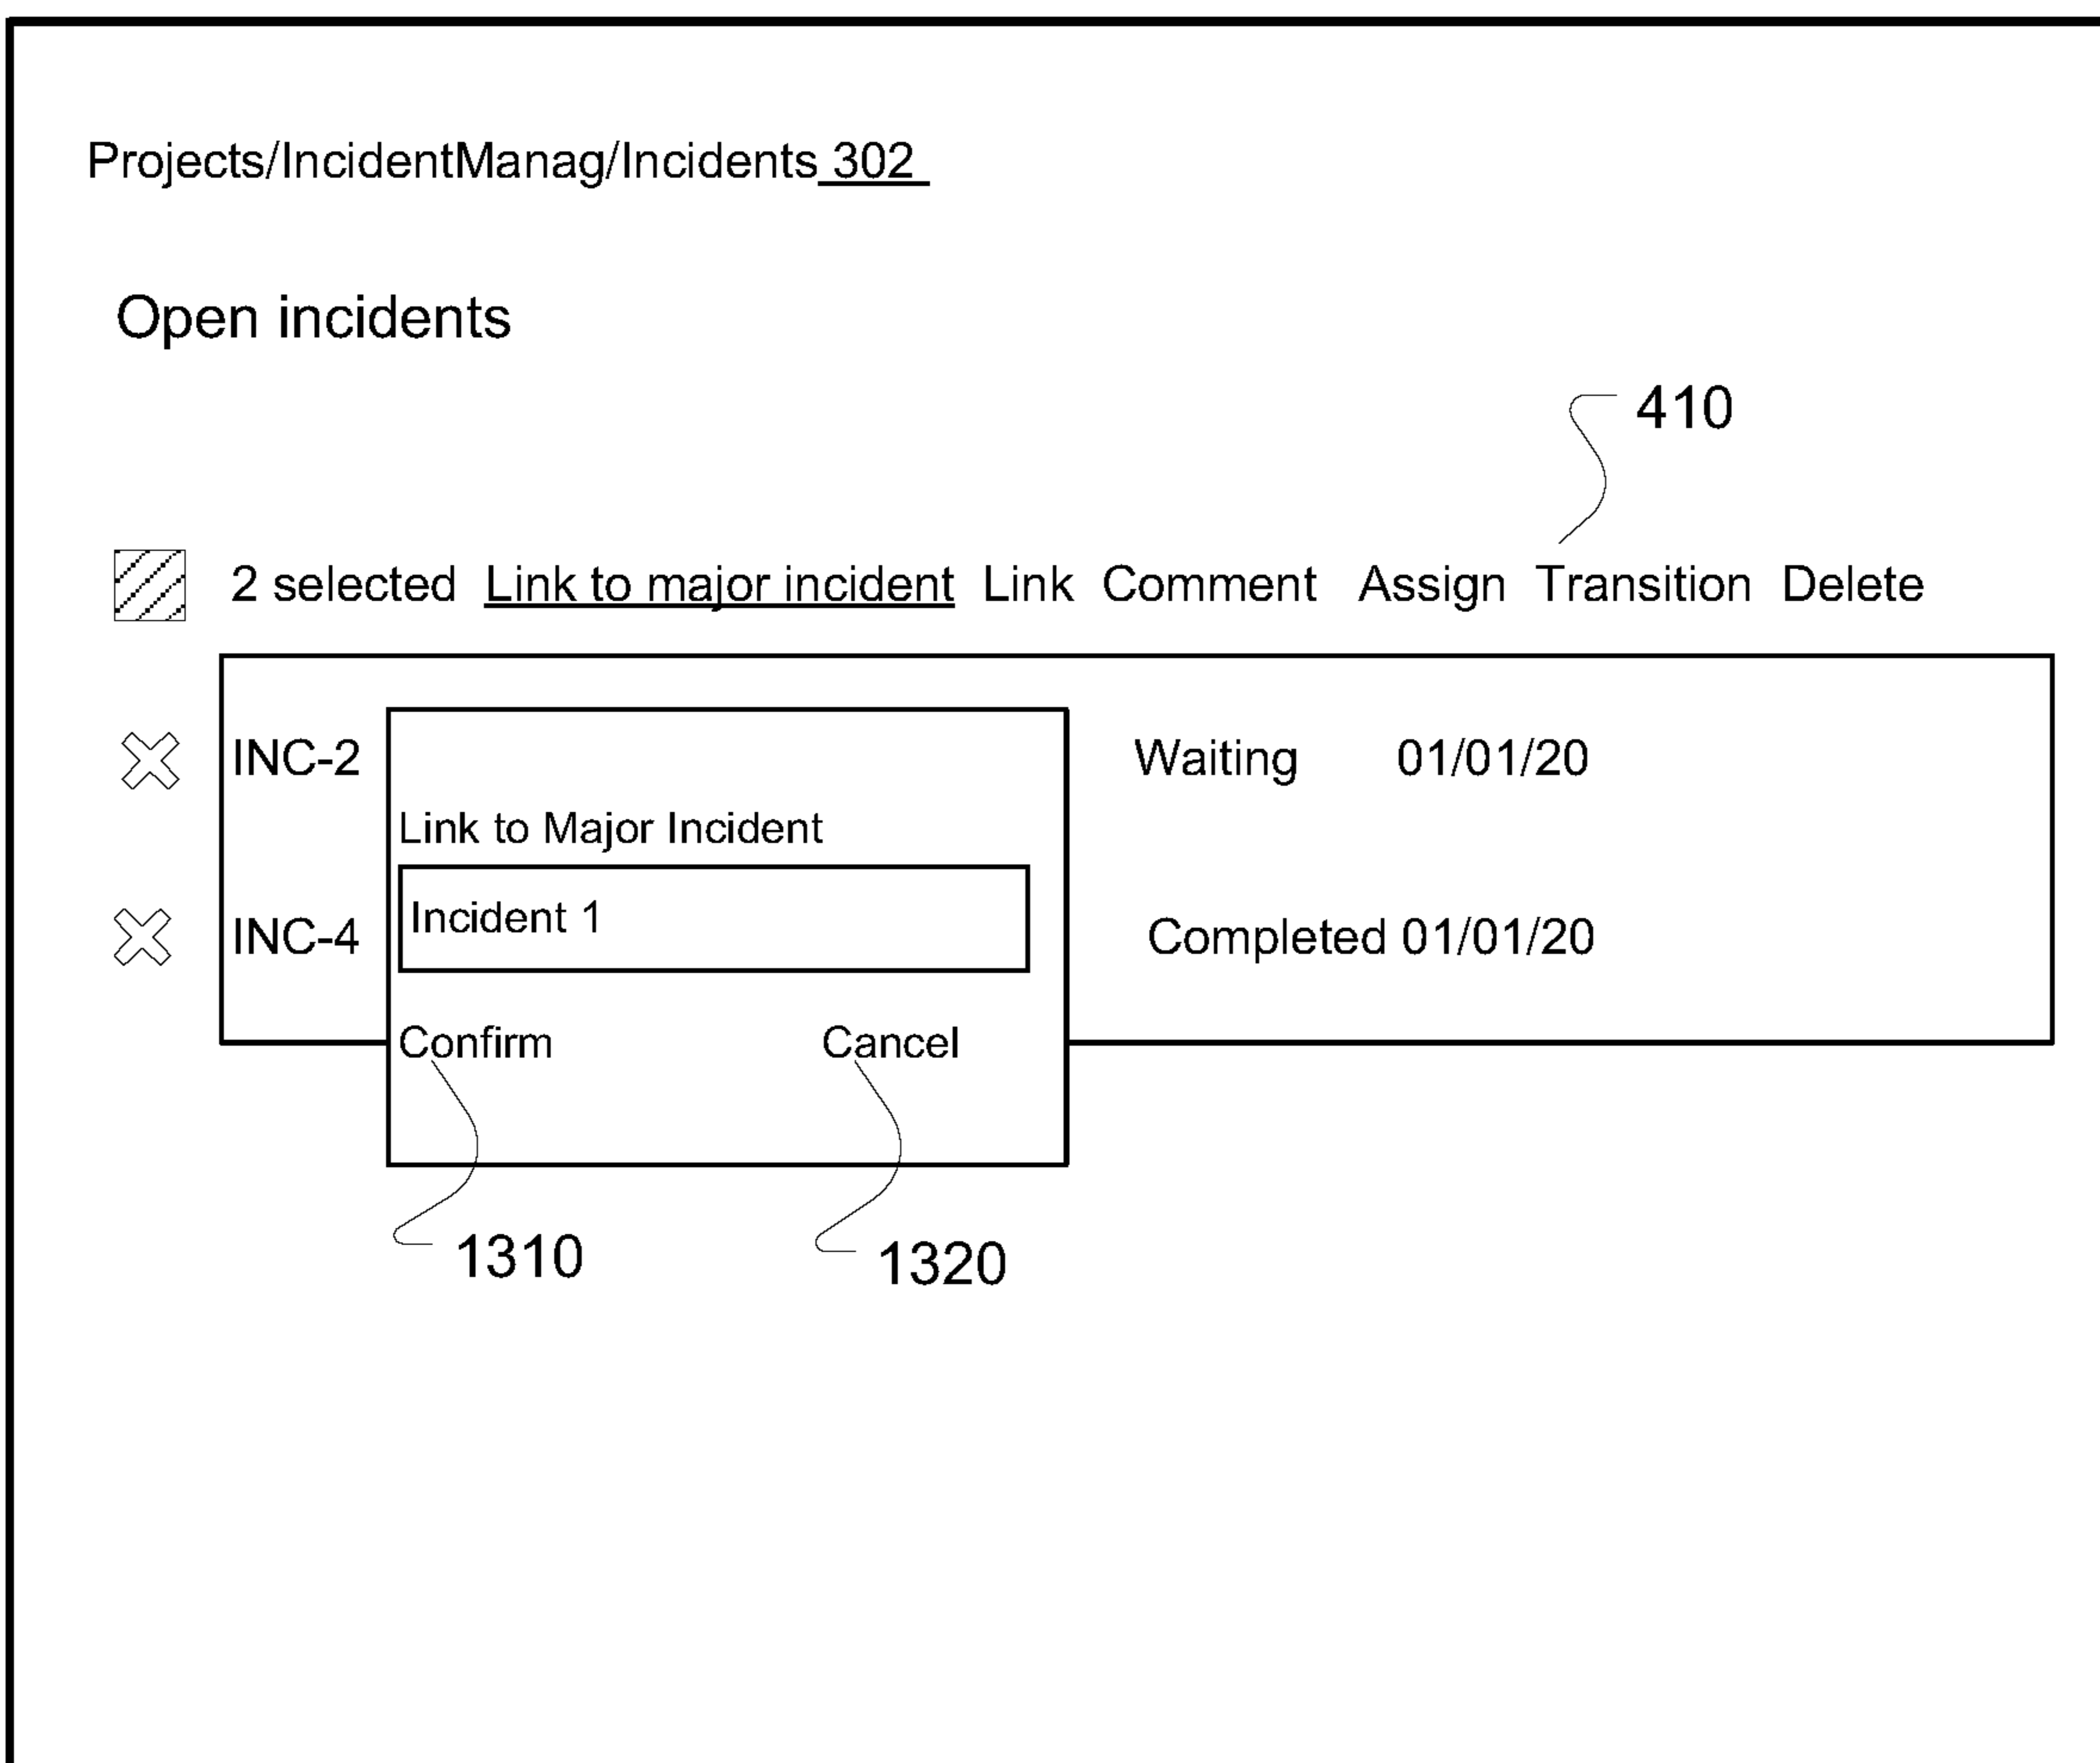 Projects/IncidentManag/Incidents 302
Open incidents
410
2 selected Link to major incident Link Comment Assign Transition Delete
INC-2 Waiting 01/01/20
Link to Major Incident
Incident 1
INC-4 Completed 01/01/20
Confirm Cancel
1310 1320